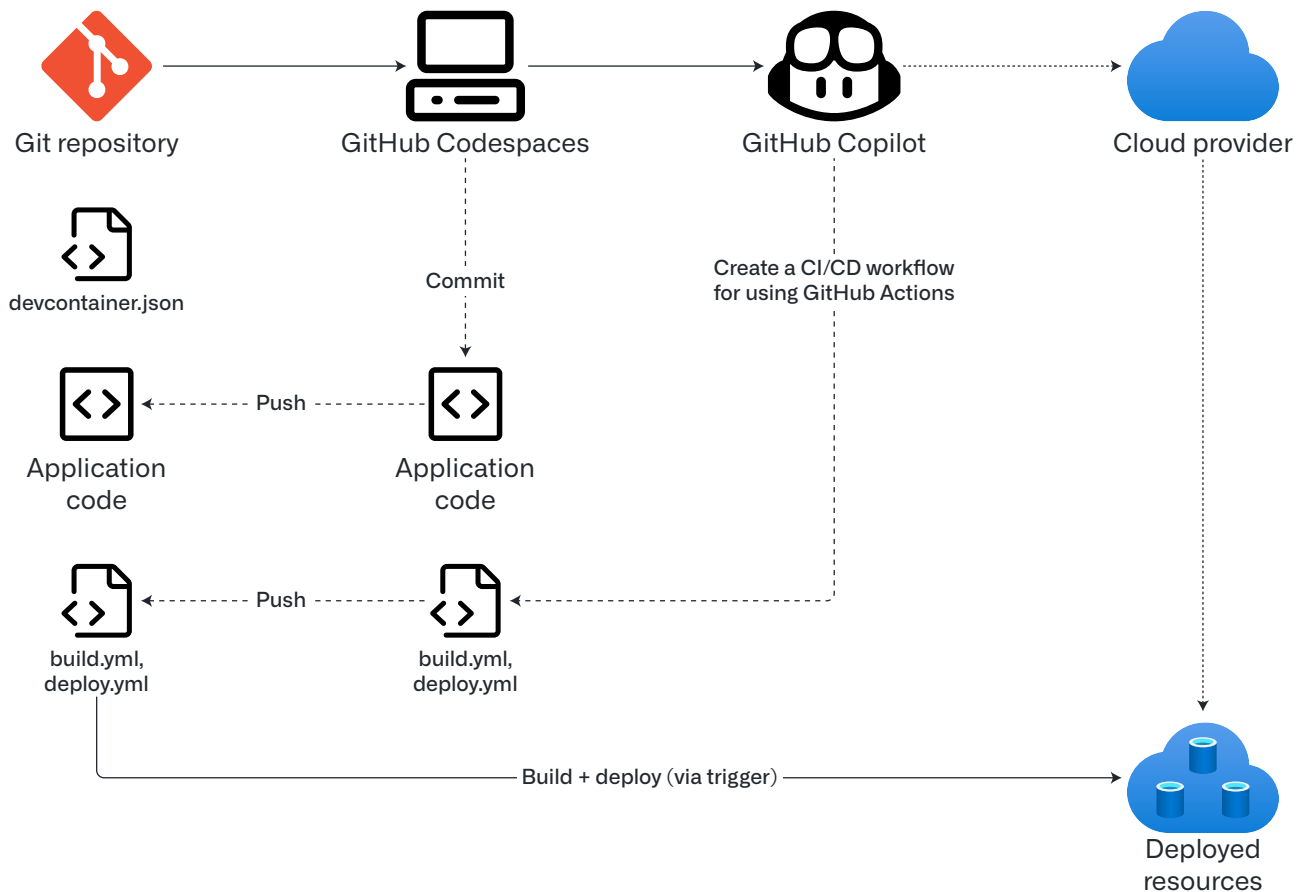 Git repository
GitHub Codespaces
GitHub Copilot
Cloud provider
devcontainer.json
Commit
Create a CI/CD workflow
for using GitHub Actions
Push
Application
code
Application
code
Push
build.yml,
deploy.yml
build.yml,
deploy.yml
Build + deploy (via trigger)
Deployed
resources